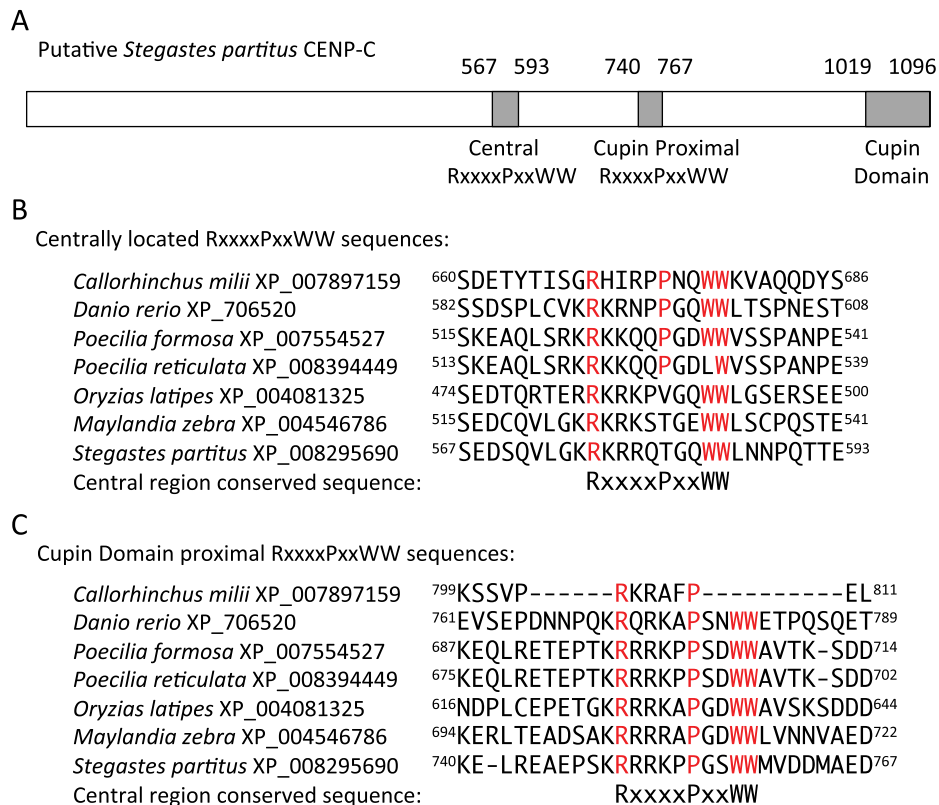 A
Putative Stegastes partitus CENP-C
567 593 740 767 1019 1096
Central Cupin Proximal Cupin
RxxxxPxxWW RxxxxPxxWW Domain
B
Centrally located RxxxxPxxWW sequences:
Callorhinchus milii XP_007897159 660SDETYTISGRHIRPPNQWWKVAQQDYS686
Danio rerio XP_706520 582SSDSPLCVKRKRNPPGQWWLTSPNEST608
Poecilia formosa XP_007554527 515SKEAQLSRKRKKQQPGDWWVSSPANPE541
Poecilia reticulata XP_008394449 513SKEAQLSRKRKKQQPGDLWVSSPANPE539
Oryzias latipes XP_004081325 474SEDTQRTERRKRKPVGQWWLGSERSEE500
Maylandia zebra XP_004546786 515SEDCQVLGKRKRKSTGEWWLSCPQSTE541
Stegastes partitus XP_008295690 567SEDSQVLGKRKRRQTGQWWLNNPQTTE593
Central region conserved sequence: RxxxxPxxWW
C
Cupin Domain proximal RxxxxPxxWW sequences:
Callorhinchus milii XP_007897159 799KSSVP------RKRAFP----------EL811
Danio rerio XP_706520 761EVSEPDNNPQKRQRKAPSNWWETPQSQET789
Poecilia formosa XP_007554527 687KEQLRETEPTKRRRKPPSDWWAVTK-SDD714
Poecilia reticulata XP_008394449 675KEQLRETEPTKRRRKPPSDWWAVTK-SDD702
Oryzias latipes XP_004081325 616NDPLCEPETGKRRRKAPGDWWAVSKSDDD644
Maylandia zebra XP_004546786 694KERLTEADSAKRRRRAPGDWWLVNNVAED722
Stegastes partitus XP_008295690 740KE-LREAEPSKRRRKPPGSWWMVDDMAED767
Central region conserved sequence: RxxxxPxxWW